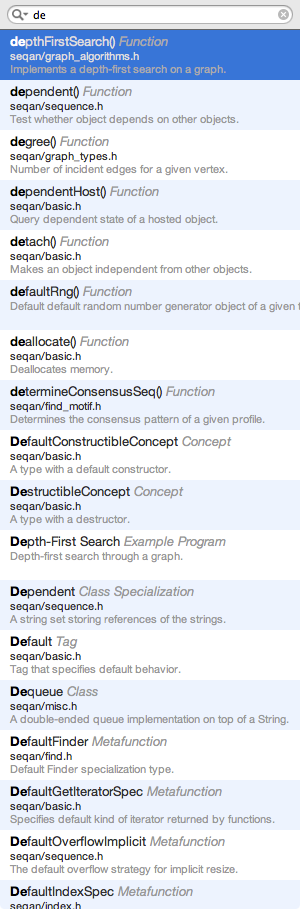 de
depthFirstSearch() Function
seqan/graph_algorithms.h
Implements a depth-first search on a graph.
dependent() Function
seqan/sequence.h
Test whether object depends on other objects.
degree() Function
seqan/graph_types.h
Number of incident edges for a given vertex.
dependentHost() Function
seqan/basic.h
Query dependent state of a hosted object.
detach() Function
seqan/basic.h
Makes an object independent from other objects.
defaultRng() Function
Default default random number generator object of a given
deallocate() Function
seqan/basic.h
Deallocates memory.
determineConsensusSeq() Function
seqan/find_motif.h
Determines the consensus pattern of a given profile.
DefaultConstructibleConcept Concept
seqan/basic.h
A type with a default constructor.
DestructibleConcept Concept
seqan/basic.h
A type with a destructor.
Depth-First Search Example Program
Depth-first search through a graph.
Dependent Class Specialization
seqan/sequence.h
A string set storing references of the strings.
Default Tag
seqan/basic.h
Tag that specifies default behavior.
Dequeue Class
seqan/misc.h
A double-ended queue implementation on top of a String.
DefaultFinder Metafunction
seqan/find.h
Default Finder specialization type.
DefaultGetIteratorSpec Metafunction
seqan/basic.h
Specifies default kind of iterator returned by functions.
DefaultOverflowImplicit Metafunction
seqan/sequence.h
The default overflow strategy for implicit resize.
DefaultIndexSpec Metafunction
seqan/index.h